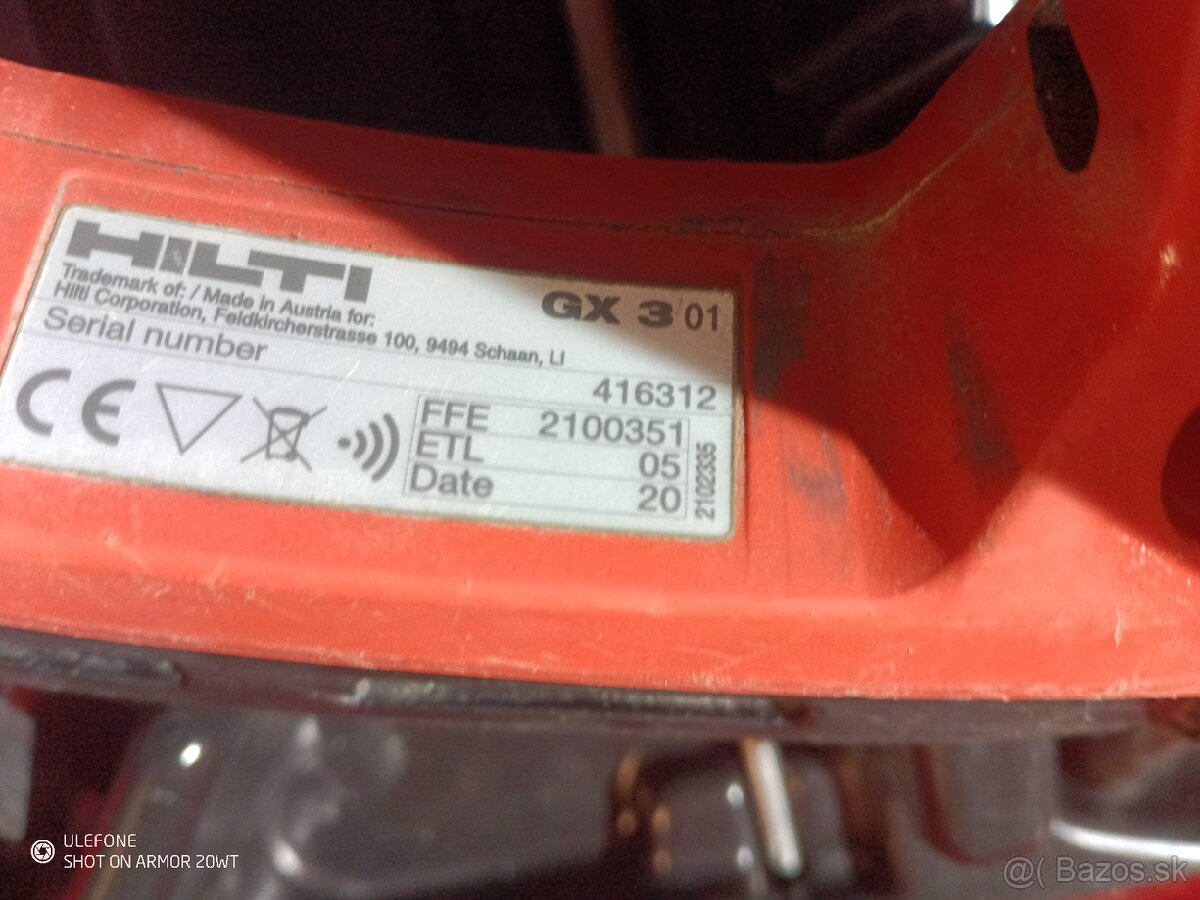 HILTI
GX 3/01
Trademark of: / Made in Austria for:
Hilti Corporation, Feldkircherstrasse 100, 9494 Schaan, LI
Serial number
416312
CE
FFE 2100351
ETL 05
Date 20
2102335
ULEFONE
SHOT ON ARMOR 20WT
@( Bazos.sk